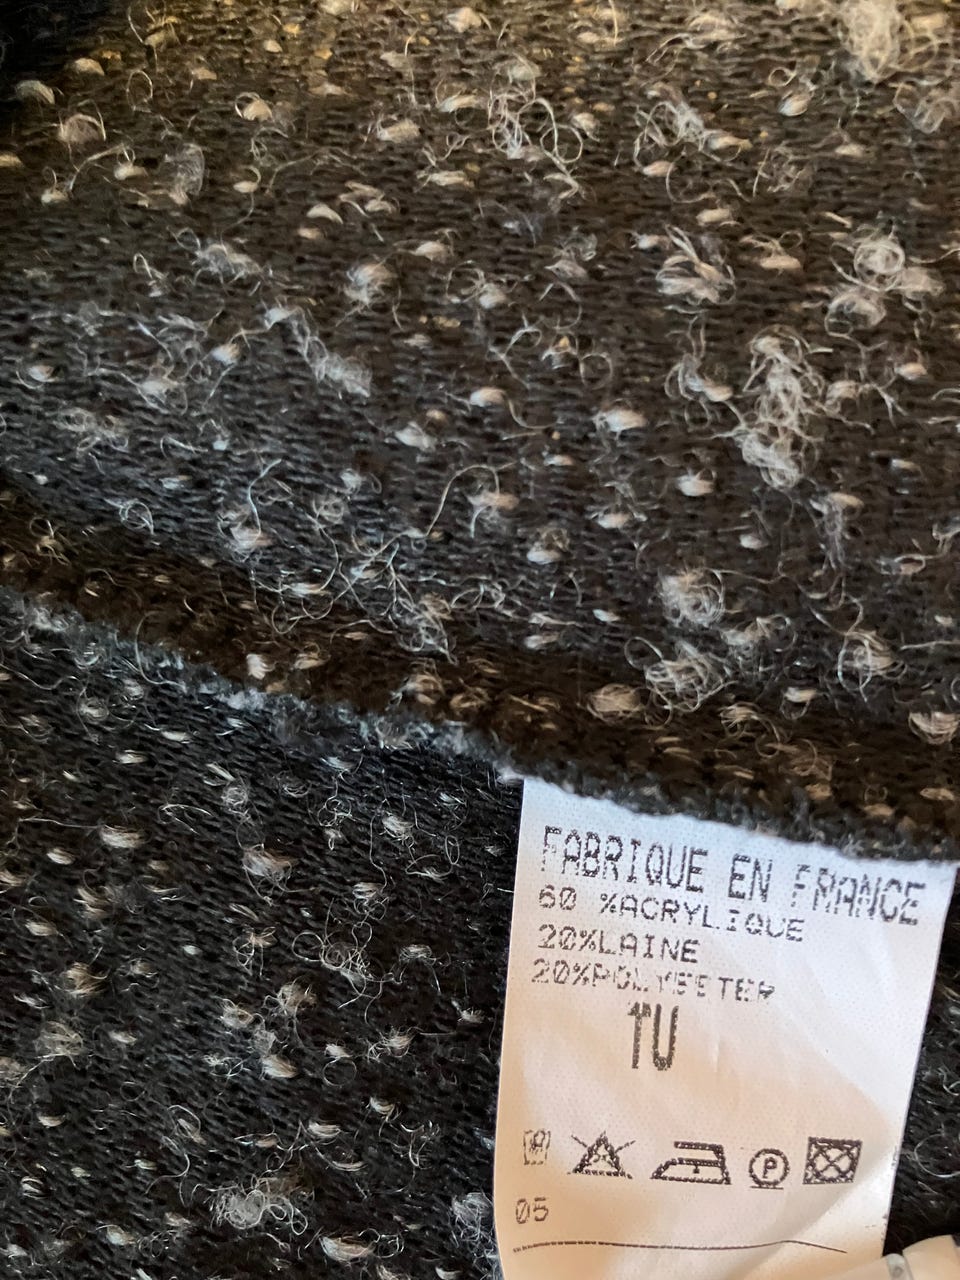 FABRIQUE EN FRANCE
60 %ACRYLIQUE
20%LAINE
20%POLYESTER
TU
P
05